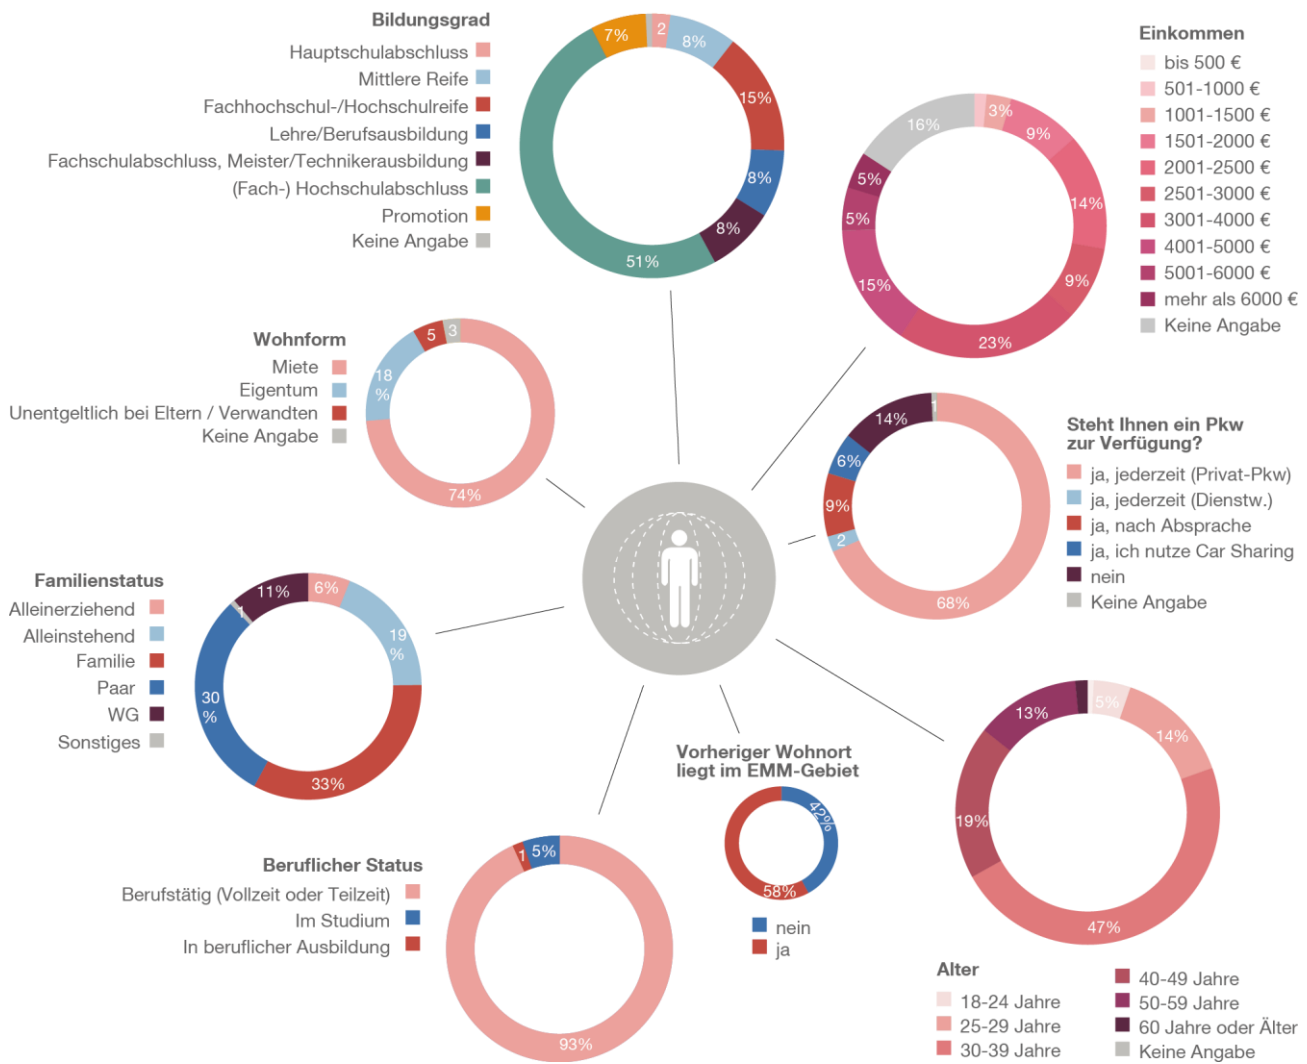 Bildungsgrad
Hauptschulabschluss
Mittlere Reife
Fachhochschul-/Hochschulreife
Lehre/Berufsausbildung
Fachschulabschluss, Meister/Technikerausbildung
(Fach-) Hochschulabschluss
Promotion
Keine Angabe
2
8%
15%
8%
8%
51%
7%
Einkommen
bis 500 €
501-1000 €
1001-1500 €
1501-2000 €
2001-2500 €
2501-3000 €
3001-4000 €
4001-5000 €
5001-6000 €
mehr als 6000 €
Keine Angabe
3%
9%
14%
9%
23%
15%
5%
5%
16%
Wohnform
Miete
Eigentum
Unentgeltlich bei Eltern / Verwandten
Keine Angabe
74%
18
%
5
3
Steht Ihnen ein Pkw
zur Verfügung?
ja, jederzeit (Privat-Pkw)
ja, jederzeit (Dienstw.)
ja, nach Absprache
ja, ich nutze Car Sharing
nein
Keine Angabe
68%
2
9%
6%
14%
1
Familienstatus
Alleinerziehend
Alleinstehend
Familie
Paar
WG
Sonstiges
6%
19
%
33%
30
%
1
11%
Vorheriger Wohnort
liegt im EMM-Gebiet
42%
58%
nein
ja
Beruflicher Status
Berufstätig (Vollzeit oder Teilzeit)
Im Studium
In beruflicher Ausbildung
93%
1
5%
5%
14%
47%
19%
13%
Alter
18-24 Jahre
25-29 Jahre
30-39 Jahre
40-49 Jahre
50-59 Jahre
60 Jahre oder Älter
Keine Angabe